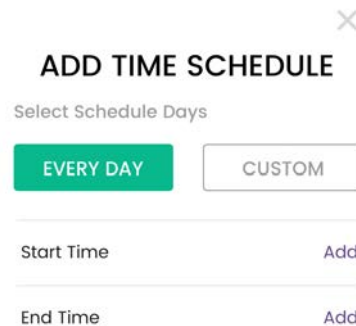 ADD TIME SCHEDULE
Select Schedule Days
EVERY DAY CUSTOM
Start Time Add
End Time Add